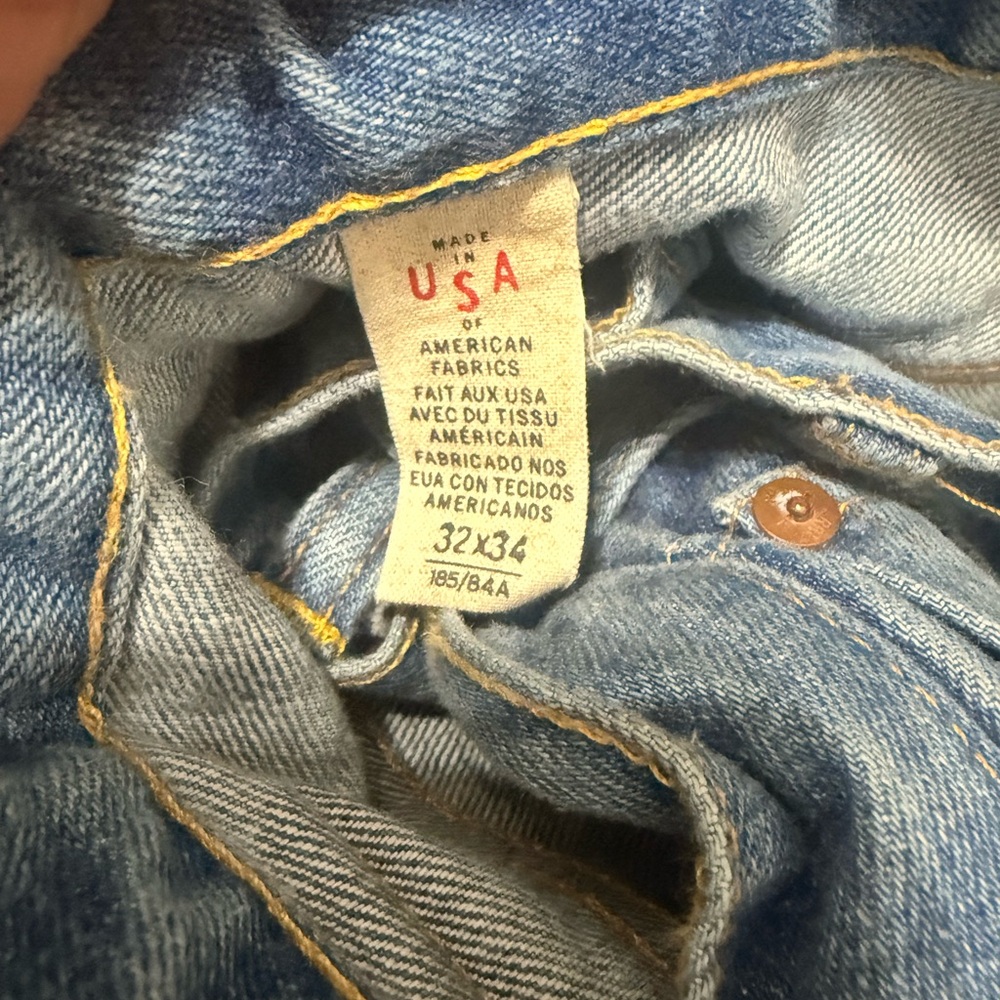 MADE
IN
USA
OF
AMERICAN
FABRICS
FAIT AUX USA
AVEC DU TISSU
AMÉRICAIN
FABRICADO NOS
EUA CON TECIDOS
AMERICANOS
32x34
185/84A